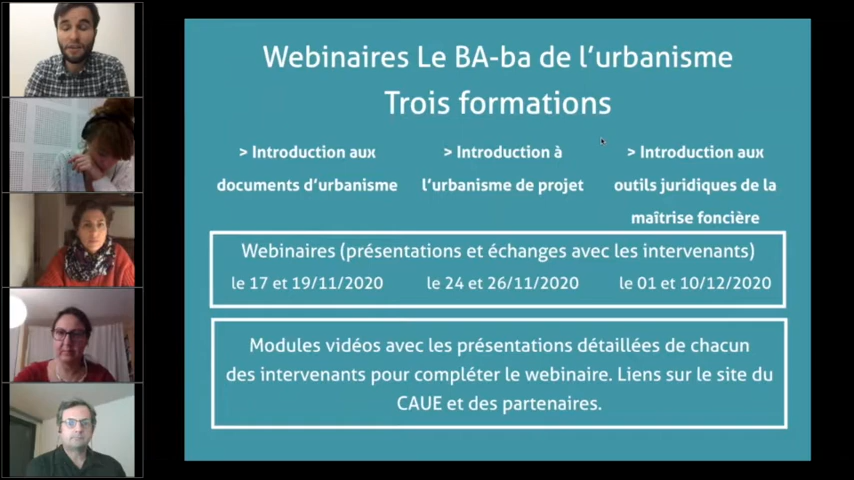 Webinaires Le BA-ba de l'urbanisme
Trois formations
> Introduction aux
documents d'urbanisme
> Introduction à
l'urbanisme de projet
> Introduction aux
outils juridiques de la
maîtrise foncière
Webinaires (présentations et échanges avec les intervenants)
le 17 et 19/11/2020
le 24 et 26/11/2020
le 01 et 10/12/2020
Modules vidéos avec les présentations détaillées de chacun
des intervenants pour compléter le webinaire. Liens sur le site du
CAUE et des partenaires.